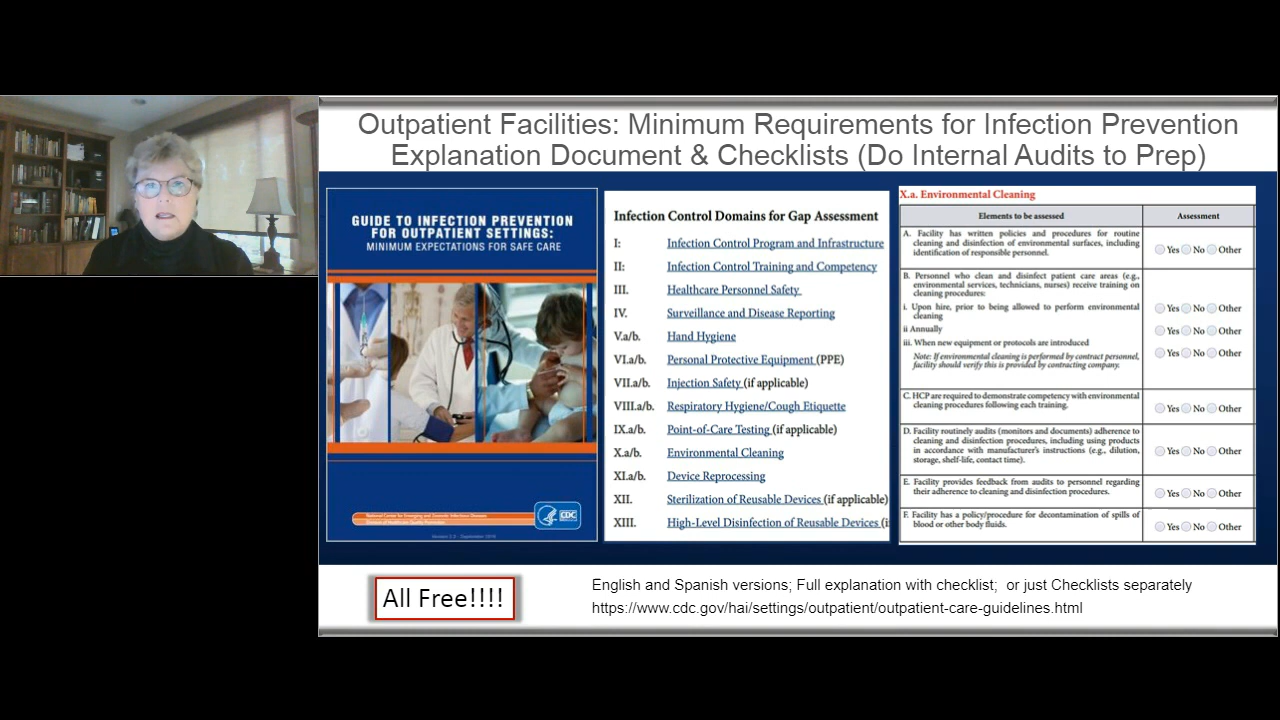 Outpatient Facilities: Minimum Requirements for Infection Prevention
Explanation Document & Checklists (Do Internal Audits to Prep)
GUIDE TO INFECTION PREVENTION
FOR OUTPATIENT SETTINGS:
MINIMUM EXPECTATIONS FOR SAFE CARE
National Center for Emerging and Zoonotic Infectious Diseases
Division of Healthcare Quality Promotion
CDC
Infection Control Domains for Gap Assessment
I: Infection Control Program and Infrastructure
II: Infection Control Training and Competency
III. Healthcare Personnel Safety
IV. Surveillance and Disease Reporting
V.a/b. Hand Hygiene
VI.a/b. Personal Protective Equipment (PPE)
VII.a/b. Injection Safety (if applicable)
VIII.a/b. Respiratory Hygiene/Cough Etiquette
IX.a/b. Point-of-Care Testing (if applicable)
X.a/b. Environmental Cleaning
XI.a/b. Device Reprocessing
XII. Sterilization of Reusable Devices (if applicable)
XIII. High-Level Disinfection of Reusable Devices (i
X.a. Environmental Cleaning
Elements to be assessed Assessment
A. Facility has written policies and procedures for routine
cleaning and disinfection of environmental surfaces, including
identification of responsible personnel.
Yes No Other
B. Personnel who clean and disinfect patient care areas (e.g.,
environmental services, technicians, nurses) receive training on
cleaning procedures:
i. Upon hire, prior to being allowed to perform environmental
cleaning
Yes No Other
ii Annually
Yes No Other
iii. When new equipment or protocols are introduced
Yes No Other
Note: If environmental cleaning is performed by contract personnel,
facility should verify this is provided by contracting company.
C. HCP are required to demonstrate competency with environmental
cleaning procedures following each training.
Yes No Other
D. Facility routinely audits (monitors and documents) adherence to
cleaning and disinfection procedures, including using products
in accordance with manufacturer's instructions (e.g., dilution,
storage, shelf-life, contact time).
Yes No Other
E. Facility provides feedback from audits to personnel regarding
their adherence to cleaning and disinfection procedures.
Yes No Other
F. Facility has a policy/procedure for decontamination of spills of
blood or other body fluids.
Yes No Other
All Free!!!!
English and Spanish versions; Full explanation with checklist; or just Checklists separately
https://www.cdc.gov/hai/settings/outpatient/outpatient-care-guidelines.html